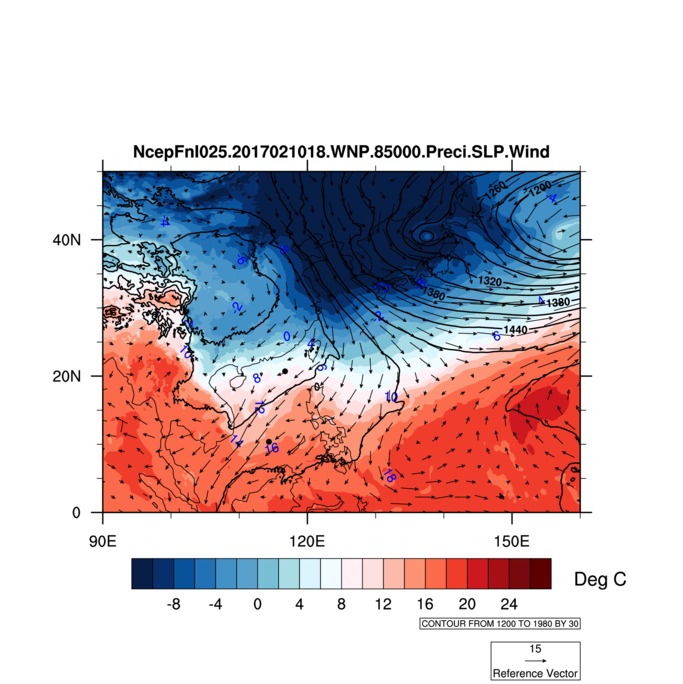 NcepFnl025.2017021018.WNP.85000.Preci.SLP.Wind
1260
1200
40N
1320
1380
1380
1440
20N
0
90E
120E
150E
-8 -4 0 4 8 12 16 20 24
Deg C
CONTOUR FROM 1200 TO 1980 BY 30
15
Reference Vector